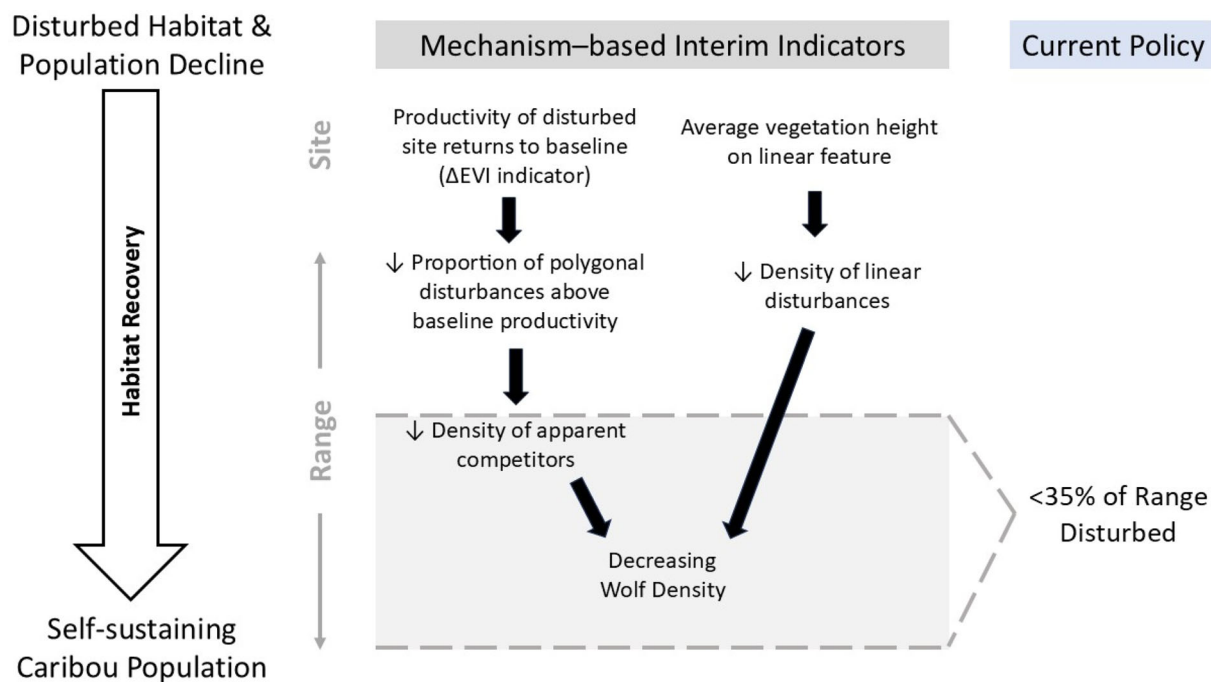 Disturbed Habitat &
Population Decline
Habitat Recovery
Self-sustaining
Caribou Population
Site
Range
Mechanism–based Interim Indicators
Productivity of disturbed
site returns to baseline
(ΔEVI indicator)
↓ Proportion of polygonal
disturbances above
baseline productivity
↓ Density of apparent
competitors
Average vegetation height
on linear feature
↓ Density of linear
disturbances
Decreasing
Wolf Density
Current Policy
<35% of Range
Disturbed